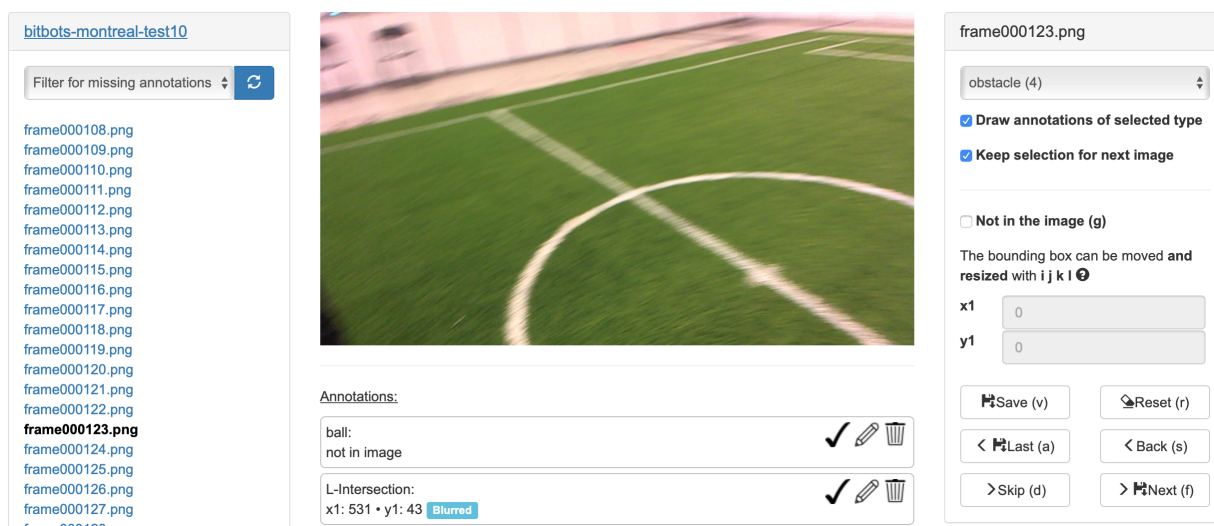 bitbots-montreal-test10
Filter for missing annotations
frame000108.png
frame000109.png
frame000110.png
frame000111.png
frame000112.png
frame000113.png
frame000114.png
frame000115.png
frame000116.png
frame000117.png
frame000118.png
frame000119.png
frame000120.png
frame000121.png
frame000122.png
frame000123.png
frame000124.png
frame000125.png
frame000126.png
frame000127.png
Annotations:
ball:
not in image
L-Intersection:
x1: 531 • y1: 43 Blurred
frame000123.png
obstacle (4)
Draw annotations of selected type
Keep selection for next image
Not in the image (g)
The bounding box can be moved and
resized with i j k l ?
x1 0
y1 0
Save (v) Reset (r)
< Last (a) < Back (s)
> Skip (d) > Next (f)